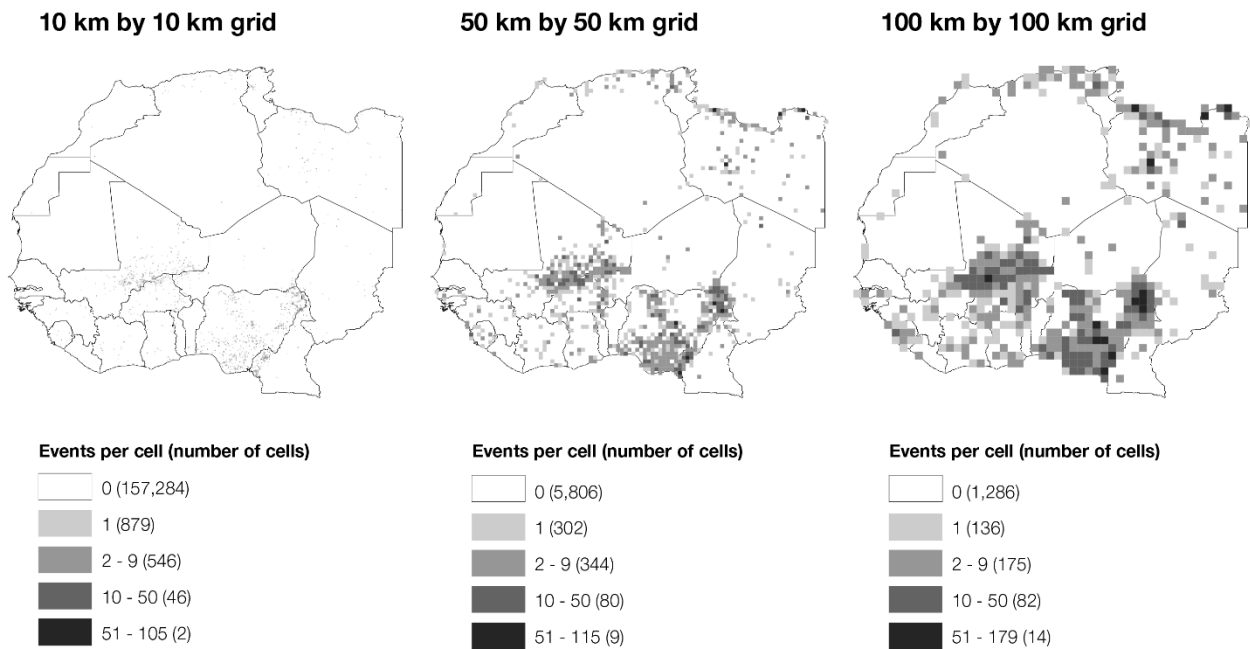 10 km by 10 km grid
50 km by 50 km grid
100 km by 100 km grid
Events per cell (number of cells)
0 (157,284)
1 (879)
2 - 9 (546)
10 - 50 (46)
51 - 105 (2)
Events per cell (number of cells)
0 (5,806)
1 (302)
2 - 9 (344)
10 - 50 (80)
51 - 115 (9)
Events per cell (number of cells)
0 (1,286)
1 (136)
2 - 9 (175)
10 - 50 (82)
51 - 179 (14)